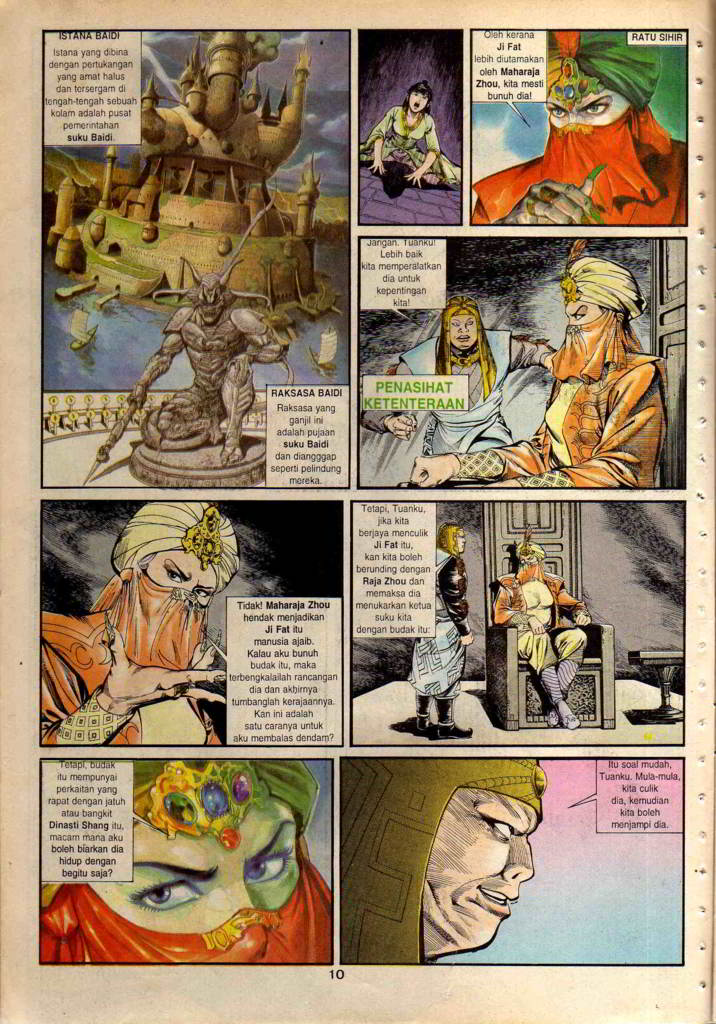 ISTANA BAIDI
Istana yang dibina
dengan pertukangan
yang amat halus
dan tersergam di
tengah-tengah sebuah
kolam adalah pusat
pemerintahan
suku Baidi.
RAKSASA BAIDI
Raksasa yang
ganjil ini
adalah pujaan
suku Baidi
dan diangggap
seperti pelindung
mereka.
Oleh kerana
Ji Fat
lebih diutamakan
oleh Maharaja
Zhou, kita mesti
bunuh dia!
RATU SIHIR
Jangan. Tuanku!
Lebih baik
kita memperalatkan
dia untuk
kepentingan
kita!
PENASIHAT
KETENTERAAN
Tidak! Maharaja Zhou
hendak menjadikan
Ji Fat itu
manusia ajaib.
Kalau aku bunuh
budak itu, maka
terbengkalailah rancangan
dia dan akhirnya
tumbanglah kerajaannya.
Kan ini adalah
satu caranya untuk
aku membalas dendam?
Tetapi, Tuanku,
jika kita
berjaya menculik
Ji Fat itu,
kan kita boleh
berunding dengan
Raja Zhou dan
memaksa dia
menukarkan ketua
suku kita
dengan budak itu:
Tetapi, budak
itu mempunyai
perkaitan yang
rapat dengan jatuh
atau bangkit
Dinasti Shang itu,
macam mana aku
boleh biarkan dia
hidup dengan
begitu saja?
Itu soal mudah,
Tuanku. Mula-mula,
kita culik
dia, kemudian
kita boleh
menjampi dia.
10